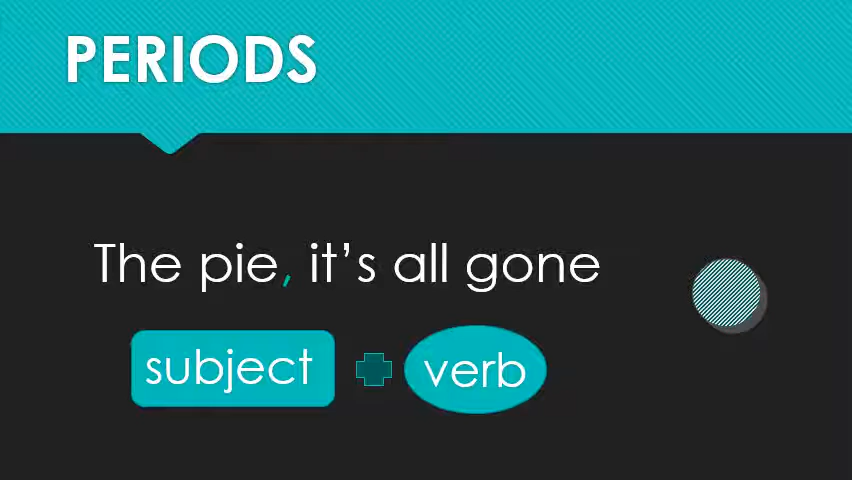 PERIODS
The pie, it’s all gone
subject
verb